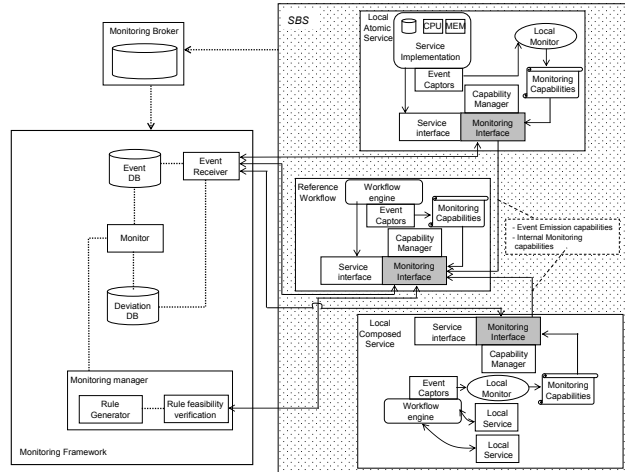 Monitoring Broker
SBS
Local
Atomic
Service
CPU
MEM
Service
Implementation
Event
Captors
Local
Monitor
Monitoring
Capabilities
Capability
Manager
Service
interface
Monitoring
Interface
Event
DB
Event
Receiver
Monitor
Deviation
DB
Reference
Workflow
Workflow
engine
Event
Captors
Monitoring
Capabilities
Capability
Manager
Service
interface
Monitoring
Interface
- Event Emission capabilities
- Internal Monitoring
capabilities
Local
Composed
Service
Service
interface
Monitoring
Interface
Capability
Manager
Event
Captors
Local
Monitor
Monitoring
Capabilities
Workflow
engine
Local
Service
Local
Service
Monitoring manager
Rule
Generator
Rule feasibility
verification
Monitoring Framework